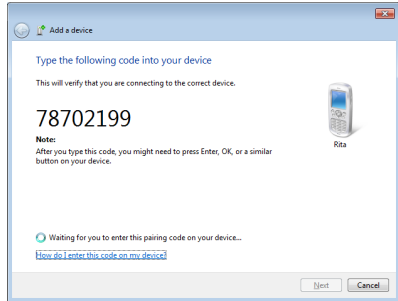 Add a device
Type the following code into your device
This will verify that you are connecting to the correct device.
78702199
Note:
After you type this code, you might need to press Enter, OK, or a similar
button on your device.
Rita
Waiting for you to enter this pairing code on your device...
How do I enter this code on my device?
Next
Cancel